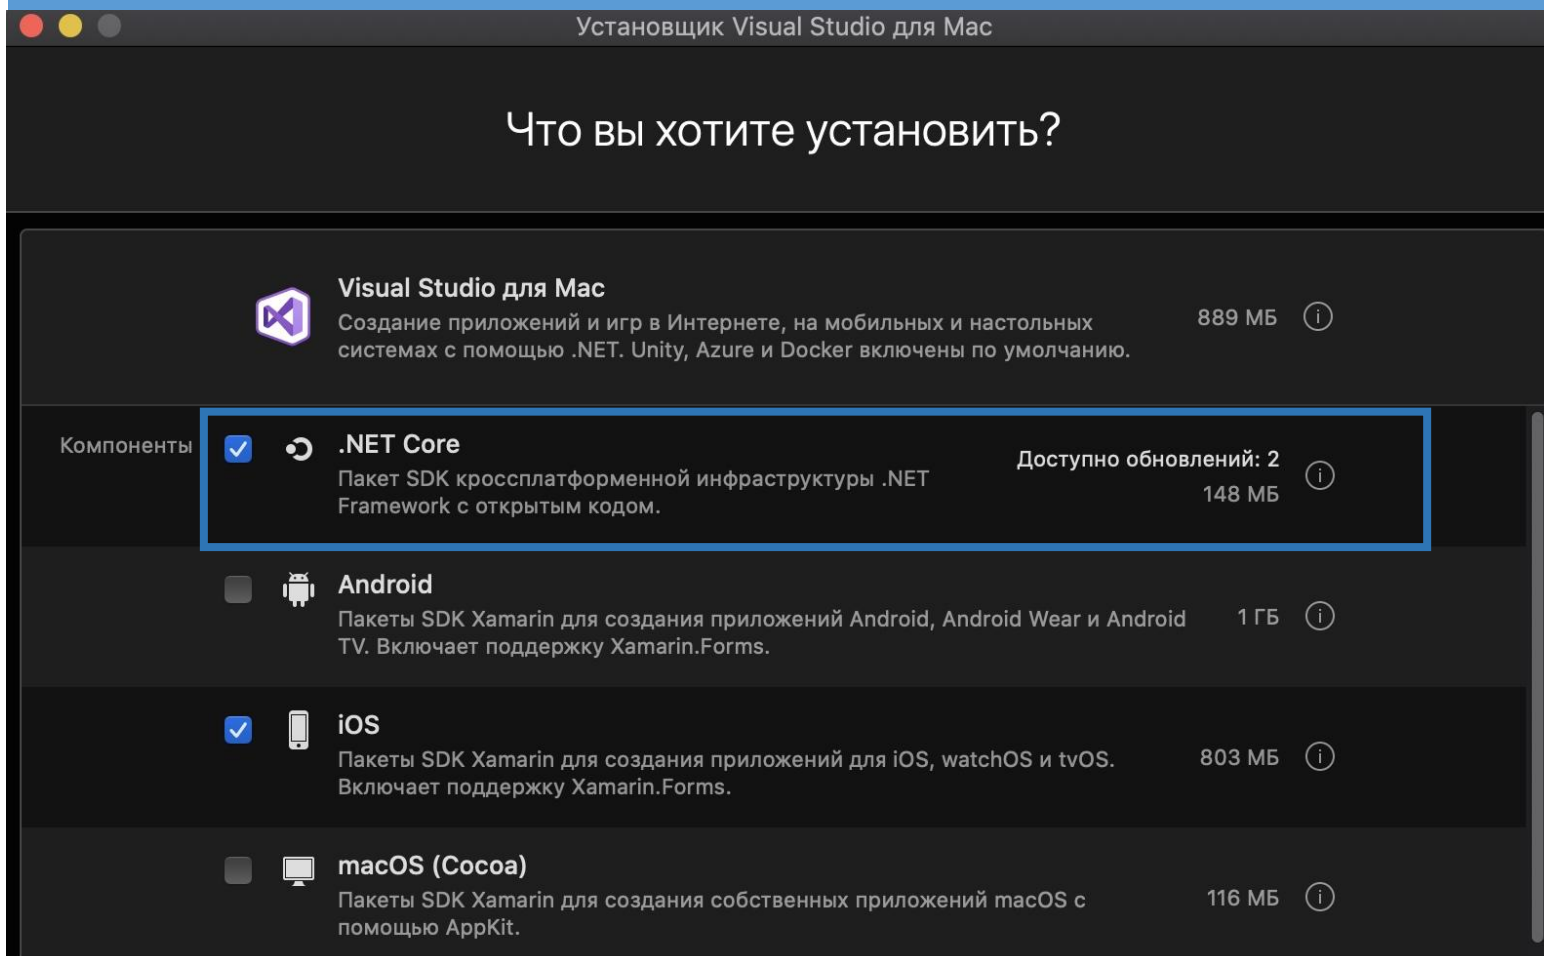 Установщик Visual Studio для Mac
Что вы хотите установить?
Visual Studio для Mac
Создание приложений и игр в Интернете, на мобильных и настольных
системах с помощью .NET. Unity, Azure и Docker включены по умолчанию.
889 МБ
Компоненты
.NET Core
Пакет SDK кроссплатформенной инфраструктуры .NET
Framework с открытым кодом.
Доступно обновлений: 2
148 МБ
Android
Пакеты SDK Xamarin для создания приложений Android, Android Wear и Android
TV. Включает поддержку Xamarin.Forms.
1 ГБ
iOS
Пакеты SDK Xamarin для создания приложений для iOS, watchOS и tvOS.
Включает поддержку Xamarin.Forms.
803 МБ
macOS (Cocoa)
Пакеты SDK Xamarin для создания собственных приложений macOS с
помощью AppKit.
116 МБ